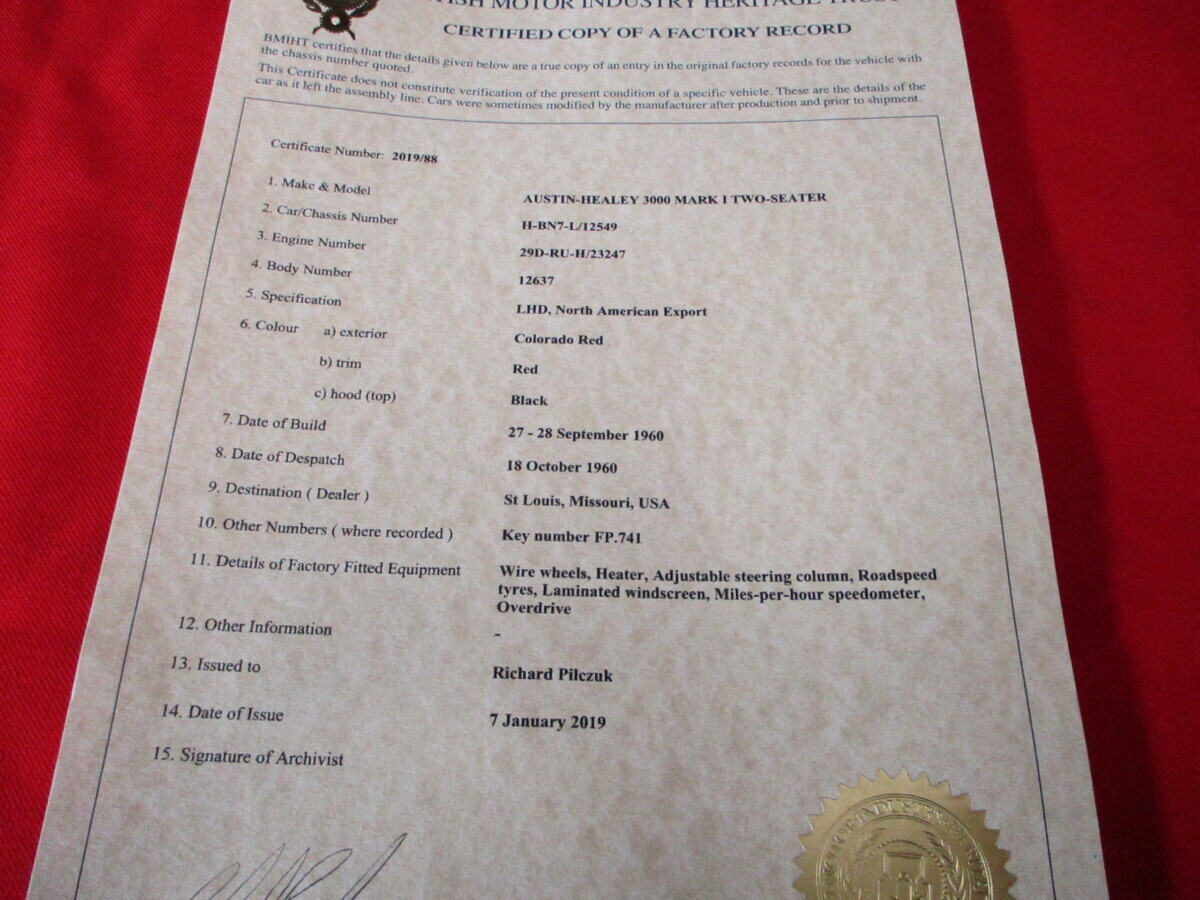 MOTOR INDUSTRY HERITAGE
CERTIFIED COPY OF A FACTORY RECORD
BMIHT certifies that the details given below are a true copy of an entry in the original factory records for the vehicle with
the chassis number quoted.
This Certificate does not constitute verification of the present condition of a specific vehicle. These are the details of the
car as it left the assembly line. Cars were sometimes modified by the manufacturer after production and prior to shipment.
Certificate Number: 2019/88
1. Make & Model AUSTIN-HEALEY 3000 MARK I TWO-SEATER
2. Car/Chassis Number H-BN7-L/12549
3. Engine Number 29D-RU-H/23247
4. Body Number 12637
5. Specification LHD, North American Export
6. Colour a) exterior Colorado Red
b) trim Red
c) hood (top) Black
7. Date of Build 27 - 28 September 1960
8. Date of Despatch 18 October 1960
9. Destination ( Dealer ) St Louis, Missouri, USA
10. Other Numbers ( where recorded ) Key number FP.741
11. Details of Factory Fitted Equipment Wire wheels, Heater, Adjustable steering column, Roadspeed
tyres, Laminated windscreen, Miles-per-hour speedometer,
Overdrive
12. Other Information -
13. Issued to Richard Pilczuk
14. Date of Issue 7 January 2019
15. Signature of Archivist
MOTOR INDUSTRY